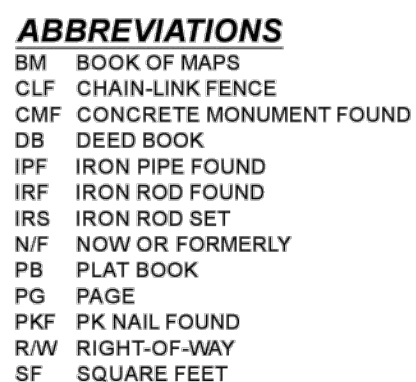 ABBREVIATIONS
BM BOOK OF MAPS
CLF CHAIN-LINK FENCE
CMF CONCRETE MONUMENT FOUND
DB DEED BOOK
IPF IRON PIPE FOUND
IRF IRON ROD FOUND
IRS IRON ROD SET
N/F NOW OR FORMERLY
PB PLAT BOOK
PG PAGE
PKF PK NAIL FOUND
R/W RIGHT-OF-WAY
SF SQUARE FEET